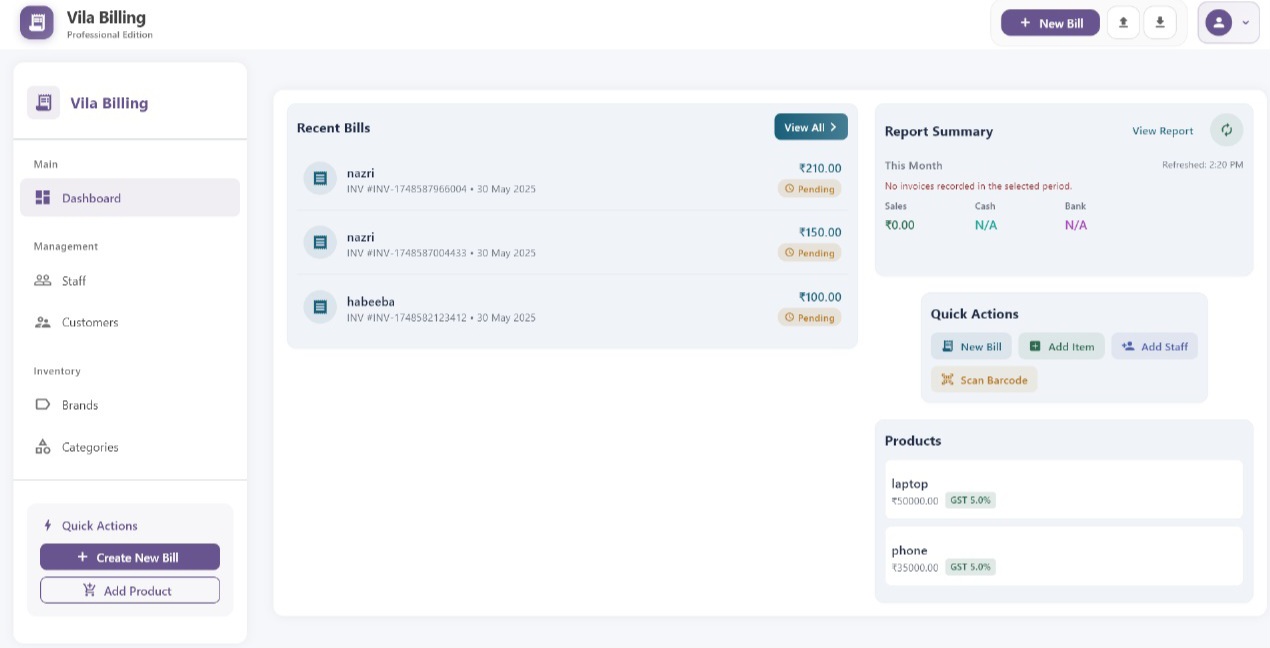 Vila Billing
Professional Edition
+ New Bill
Vila Billing
Main
Dashboard
Management
Staff
Customers
Inventory
Brands
Categories
Quick Actions
+ Create New Bill
Add Product
Recent Bills
View All >
nazri
₹210.00
INV #INV-1748587966004 • 30 May 2025
Pending
nazri
₹150.00
INV #INV-1748587004433 • 30 May 2025
Pending
habeeba
₹100.00
INV #INV-1748582123412 • 30 May 2025
Pending
Report Summary
View Report
This Month
Refreshed: 2:20 PM
No invoices recorded in the selected period.
Sales Cash Bank
₹0.00 N/A N/A
Quick Actions
New Bill Add Item Add Staff
Scan Barcode
Products
laptop
₹50000.00 GST 5.0%
phone
₹35000.00 GST 5.0%